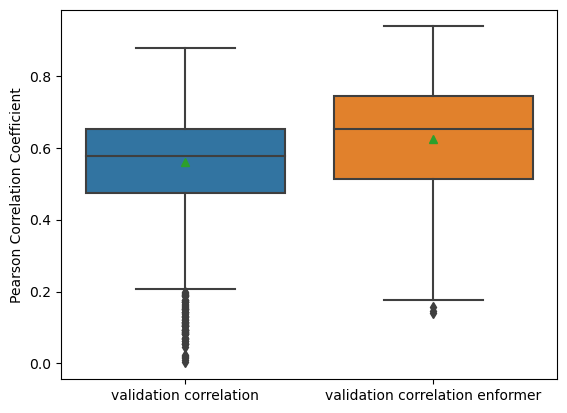 Pearson Correlation Coefficient
0.8
0.6
0.4
0.2
0.0
validation correlation
validation correlation enformer